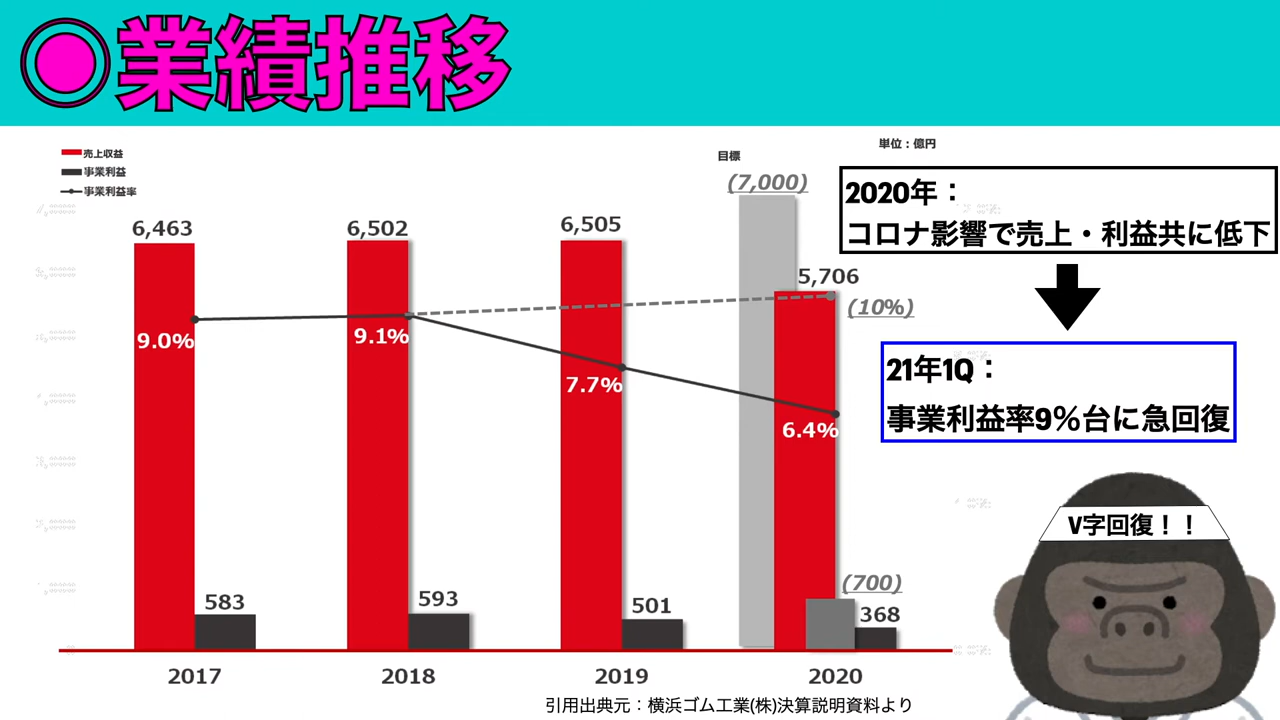 ◉業績推移
売上収益
事業利益
事業利益率
単位：億円
目標
(7,000)
6,463
6,502
6,505
5,706
(10%)
9.0%
9.1%
7.7%
6.4%
583
593
501
(700)
368
2017
2018
2019
2020
2020年：
コロナ影響で売上・利益共に低下
21年1Q：
事業利益率9%台に急回復
V字回復！！
引用出典元：横浜ゴム工業(株)決算説明資料より